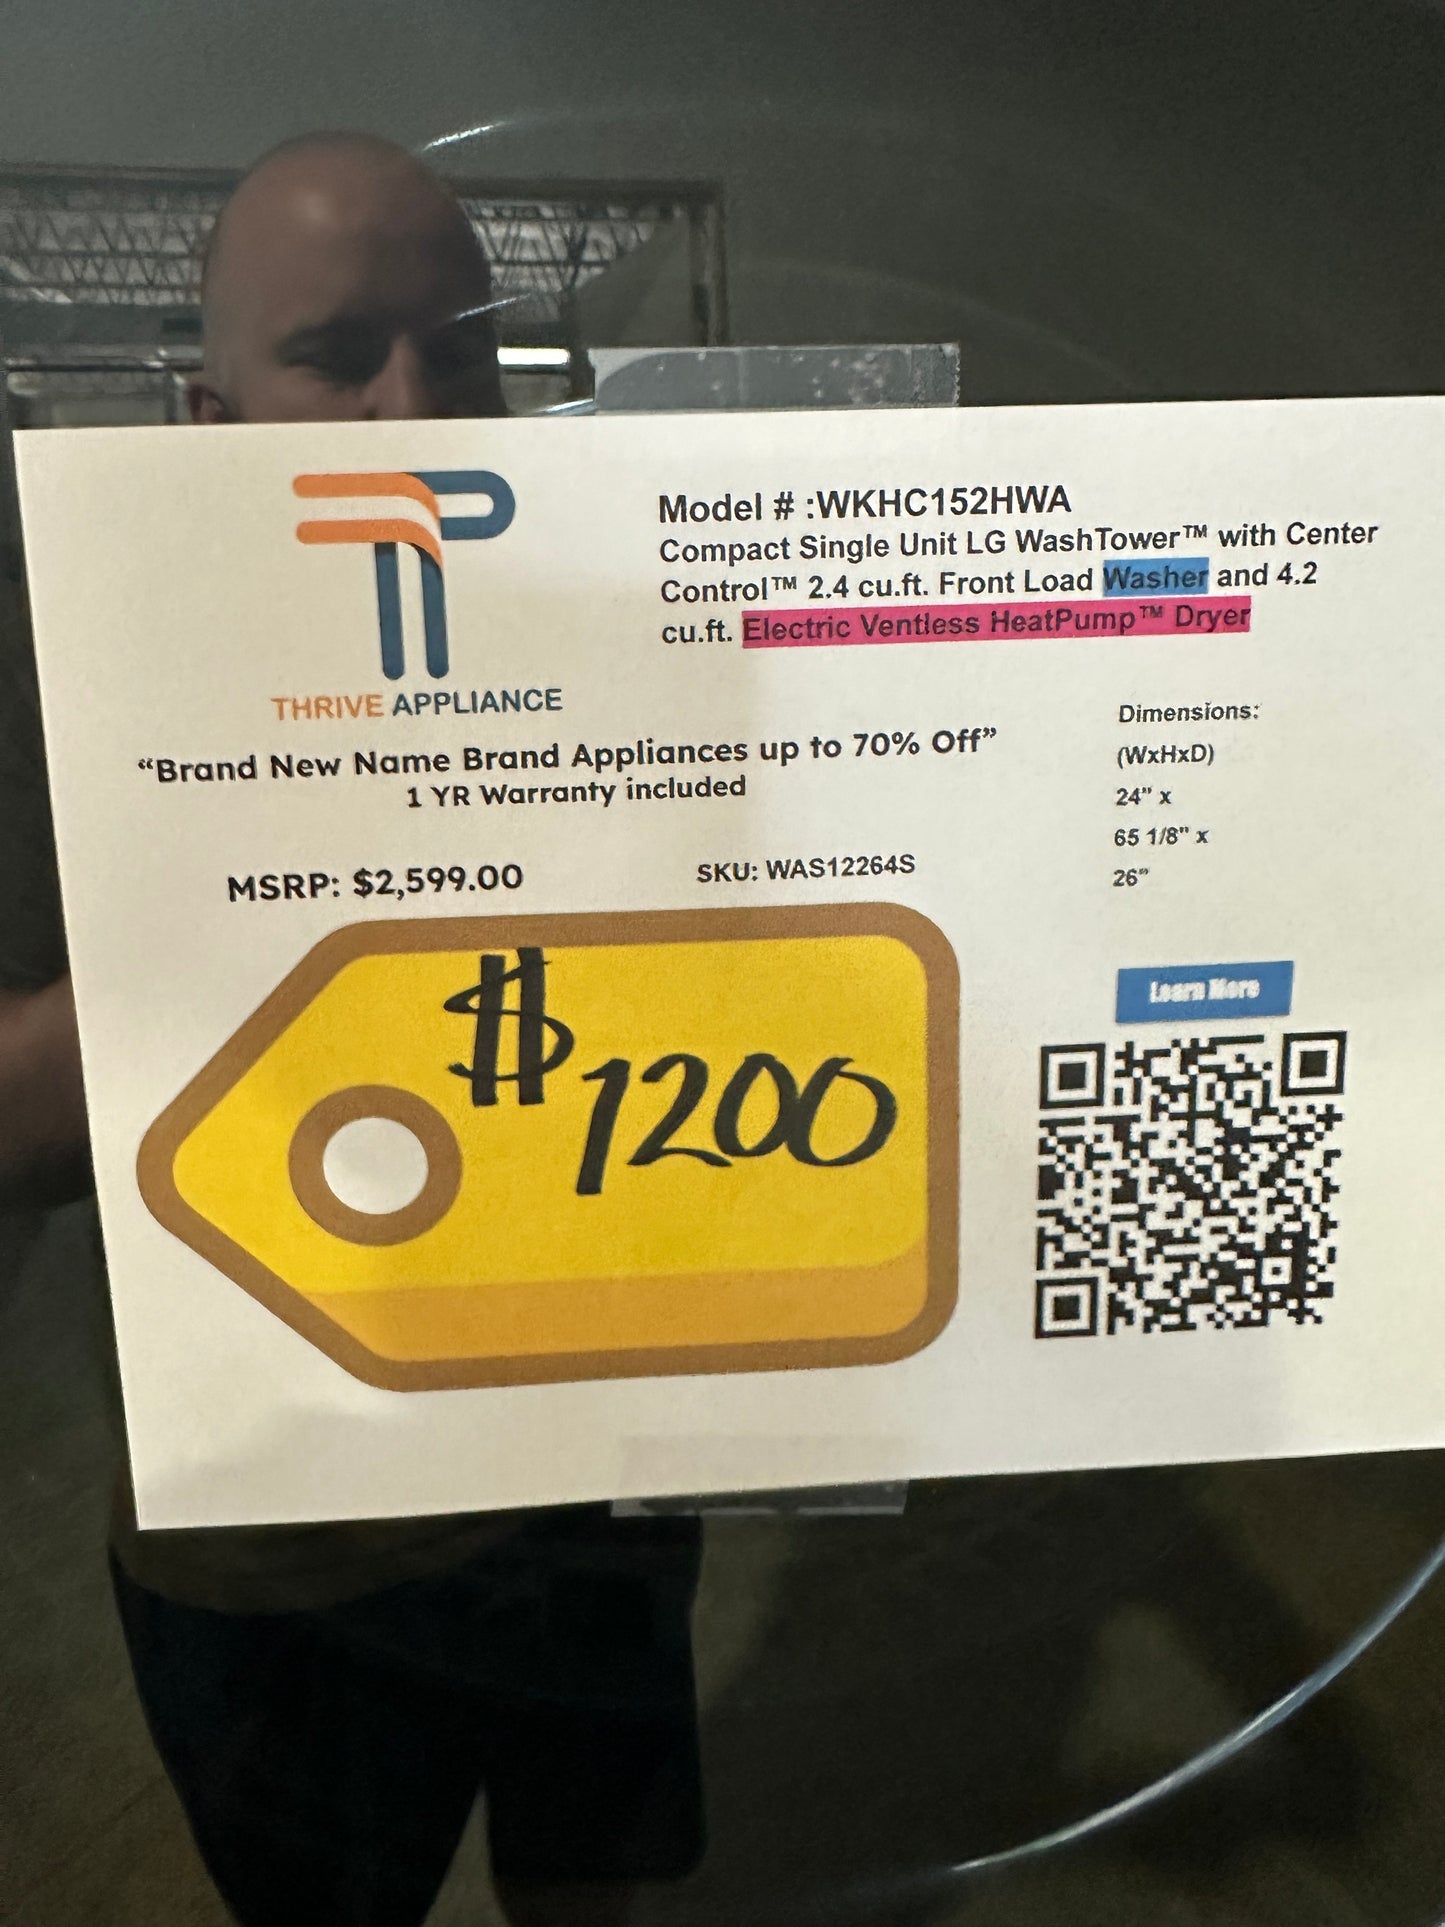 Model # :WKHC152HWA
Compact Single Unit LG WashTower™ with Center
Control™ 2.4 cu.ft. Front Load Washer and 4.2
cu.ft. Electric Ventless HeatPump™ Dryer
THRIVE APPLIANCE
“Brand New Name Brand Appliances up to 70% Off”
1 YR Warranty included
Dimensions:
(WxHxD)
24" x
65 1/8" x
26"
MSRP: $2,599.00
SKU: WAS12264S
$1200
Learn More